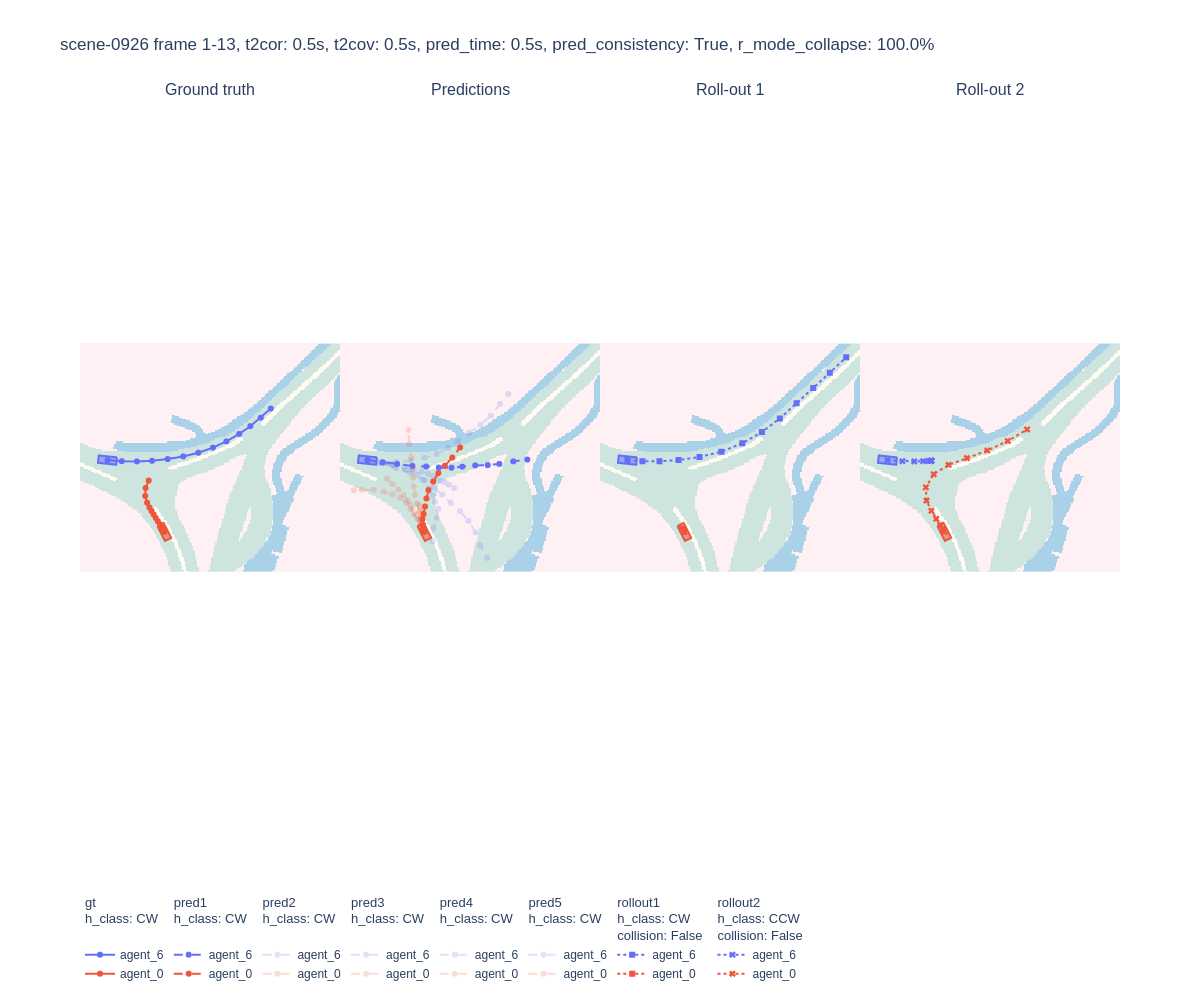 scene-0926 frame 1-13, t2cor: 0.5s, t2cov: 0.5s, pred_time: 0.5s, pred_consistency: True, r_mode_collapse: 100.0%
Ground truth Predictions Roll-out 1 Roll-out 2
gt pred1 pred2 pred3 pred4 pred5 rollout1 rollout2
h_class: CW h_class: CW h_class: CW h_class: CW h_class: CW h_class: CW h_class: CW h_class: CCW
collision: False collision: False
agent_6 agent_6 agent_6 agent_6 agent_6 agent_6 agent_6 agent_6
agent_0 agent_0 agent_0 agent_0 agent_0 agent_0 agent_0 agent_0